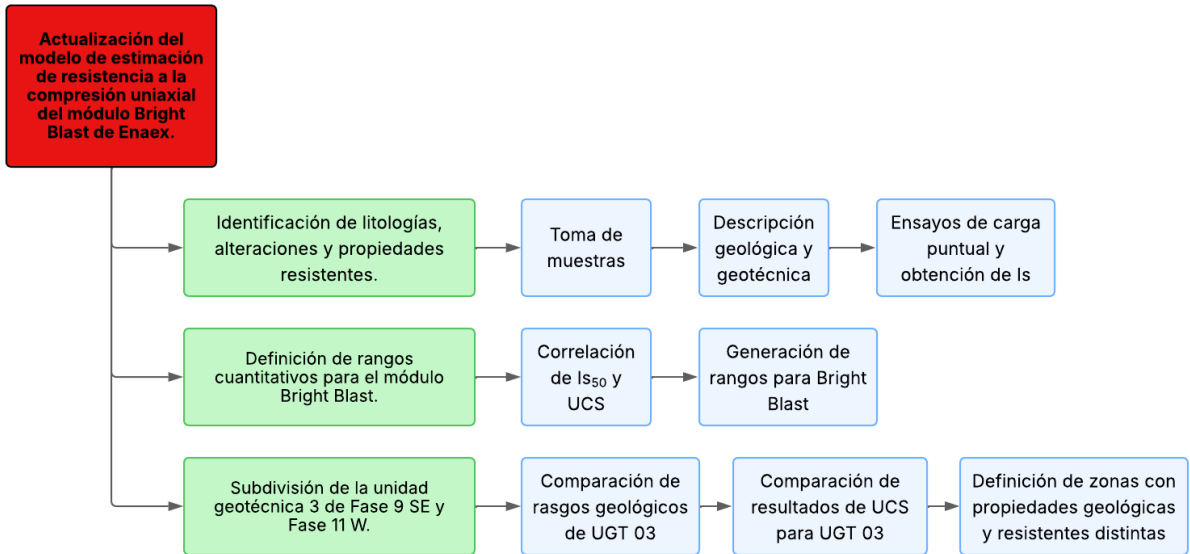 Actualización del
modelo de estimación
de resistencia a la
compresión uniaxial
del módulo Bright
Blast de Enaex.
Identificación de litologías,
alteraciones y propiedades
resistentes.
Toma de
muestras
Descripción
geológica y
geotécnica
Ensayos de carga
puntual y
obtención de Is
Definición de rangos
cuantitativos para el módulo
Bright Blast.
Correlación
de Is₅₀ y
UCS
Generación de
rangos para Bright
Blast
Subdivisión de la unidad
geotécnica 3 de Fase 9 SE y
Fase 11 W.
Comparación de
rasgos geológicos
de UGT 03
Comparación de
resultados de UCS
para UGT 03
Definición de zonas con
propiedades geológicas
y resistentes distintas